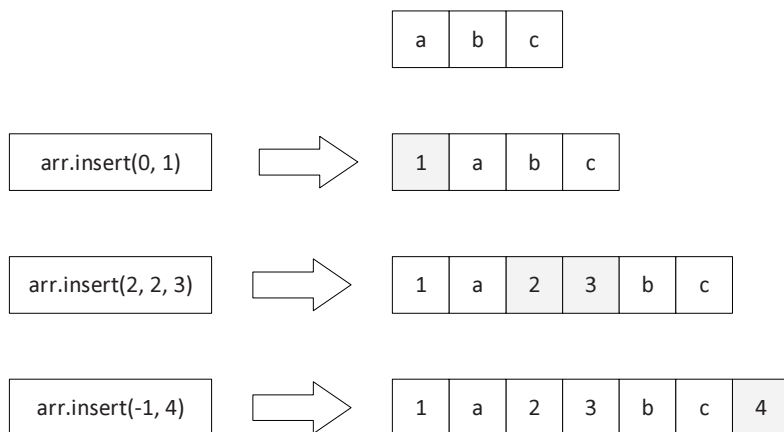 a b c
arr.insert(0, 1) 1 a b c
arr.insert(2, 2, 3) 1 a 2 3 b c
arr.insert(-1, 4) 1 a 2 3 b c 4